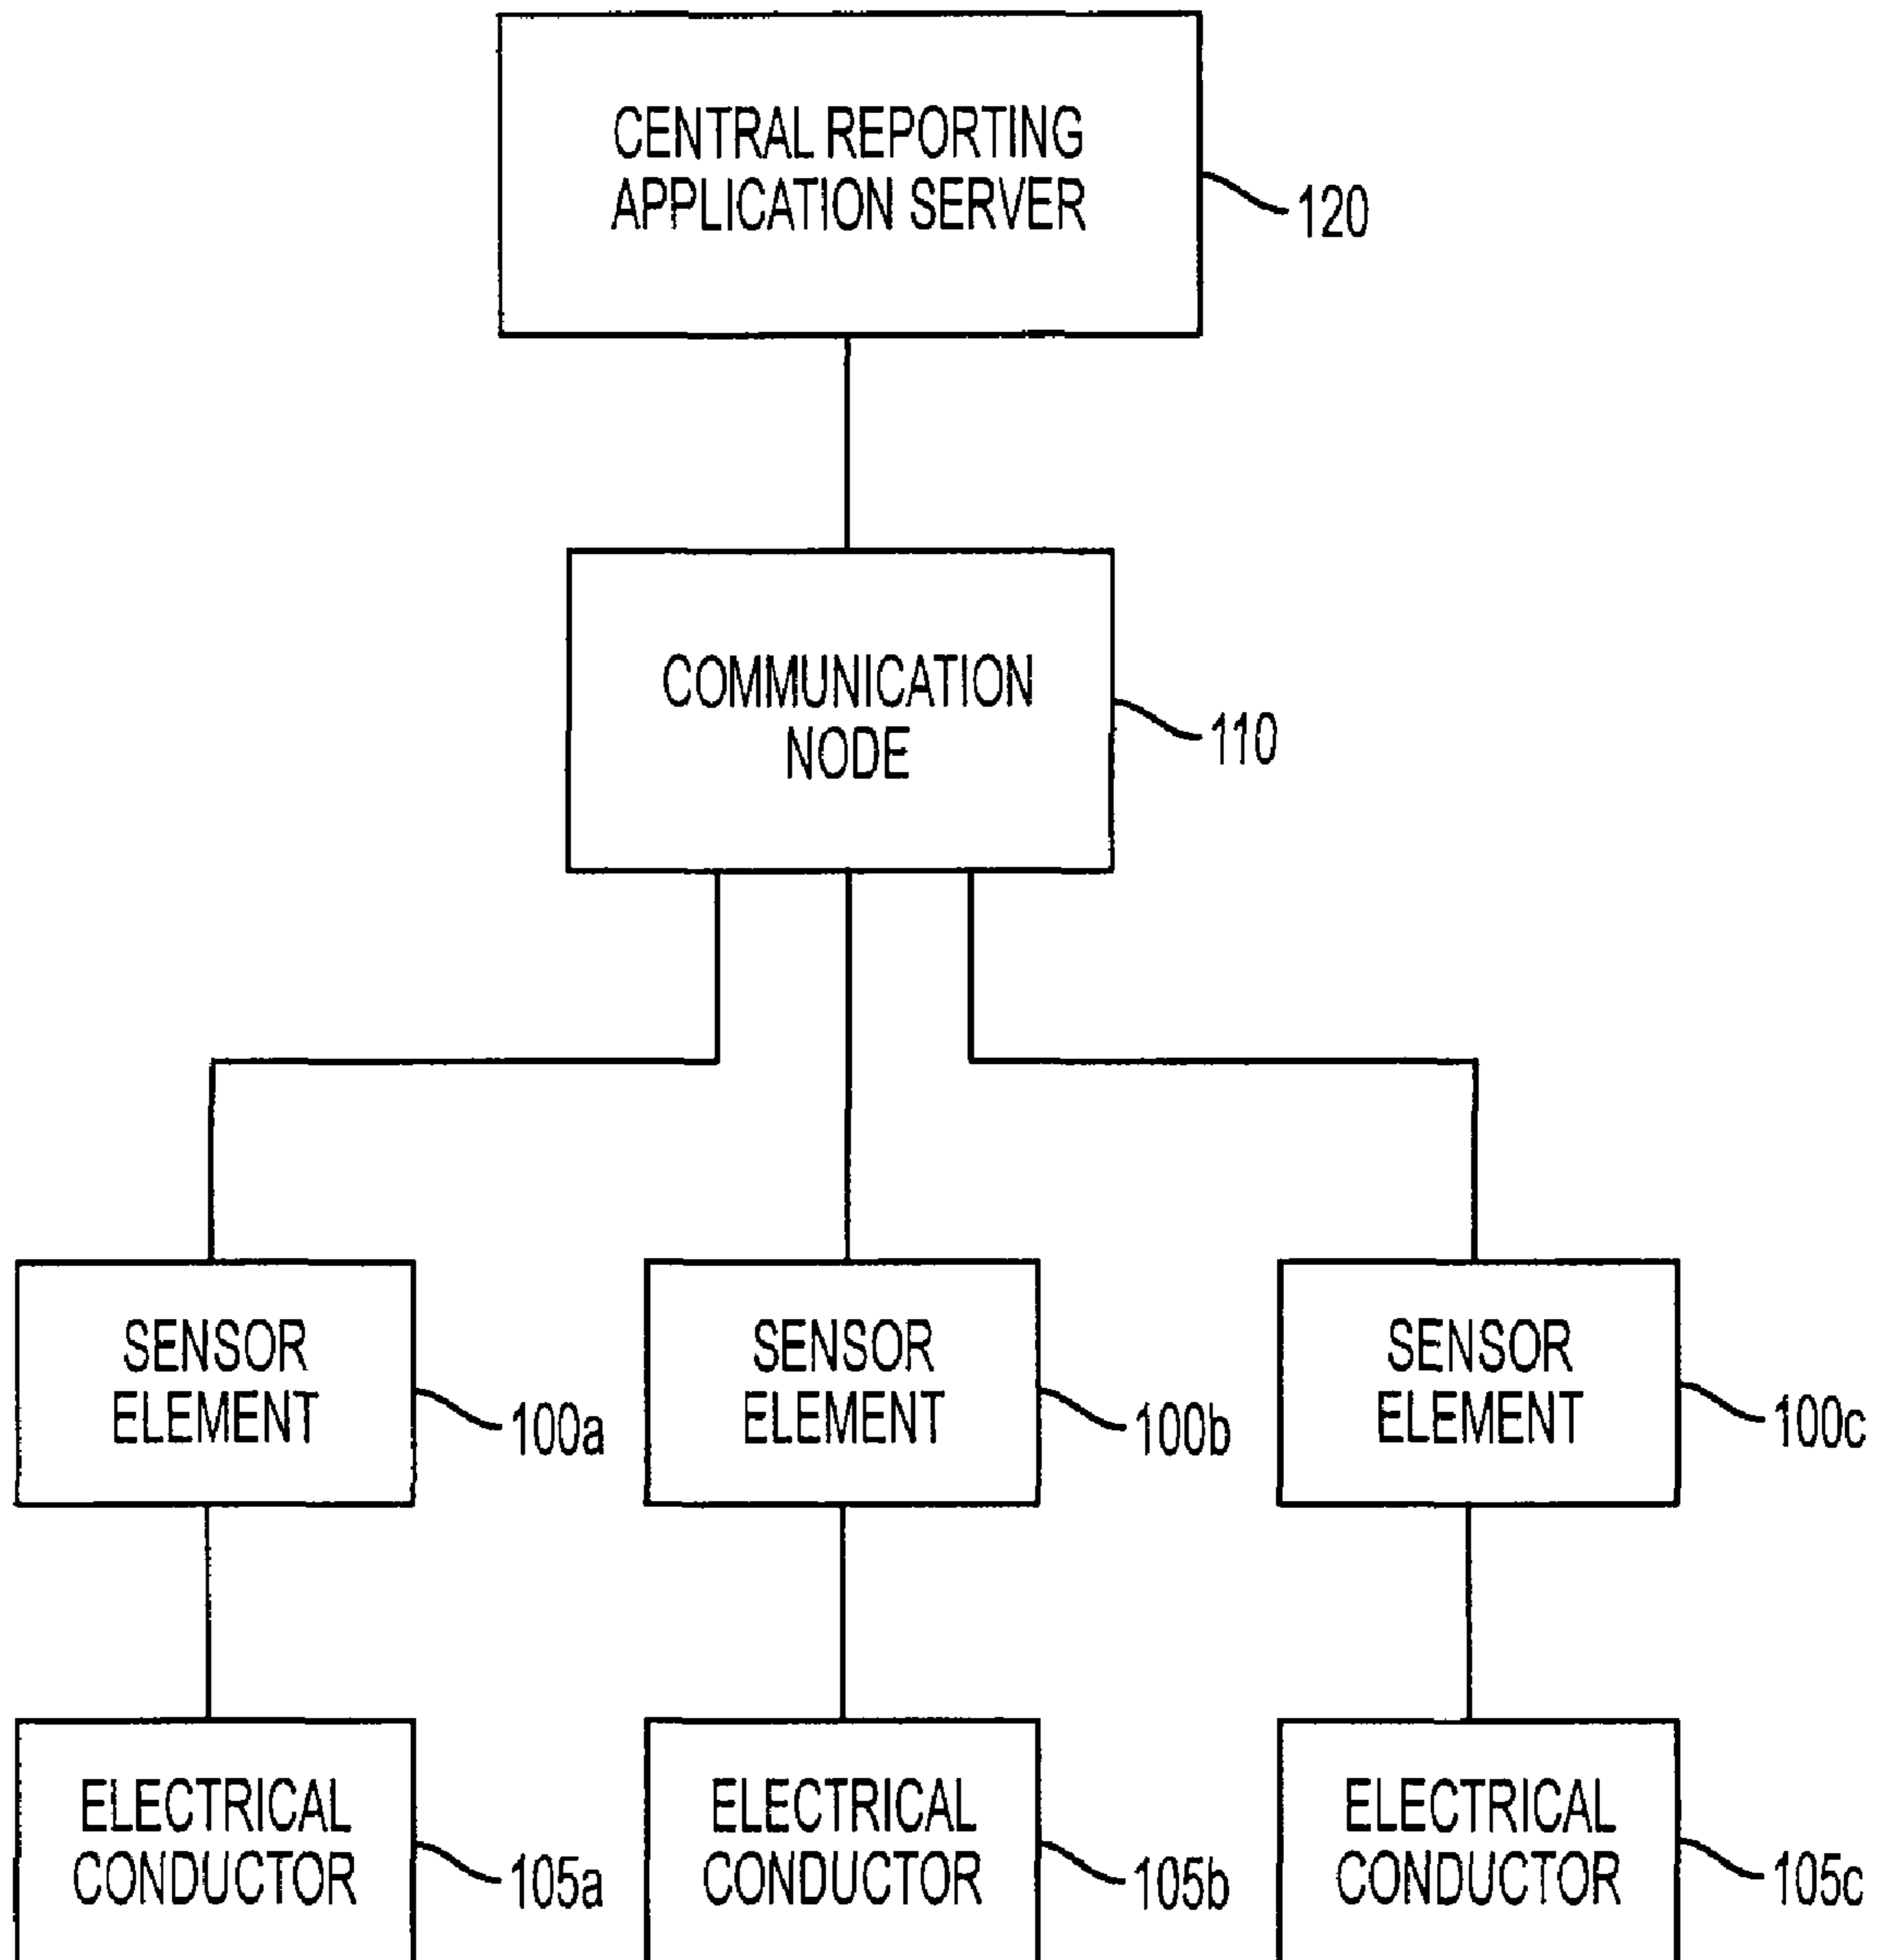 CENTRAL REPORTING
APPLICATION SERVER
120
COMMUNICATION
NODE
110
SENSOR
ELEMENT
100a
SENSOR
ELEMENT
100b
SENSOR
ELEMENT
100c
ELECTRICAL
CONDUCTOR
105a
ELECTRICAL
CONDUCTOR
105b
ELECTRICAL
CONDUCTOR
105c